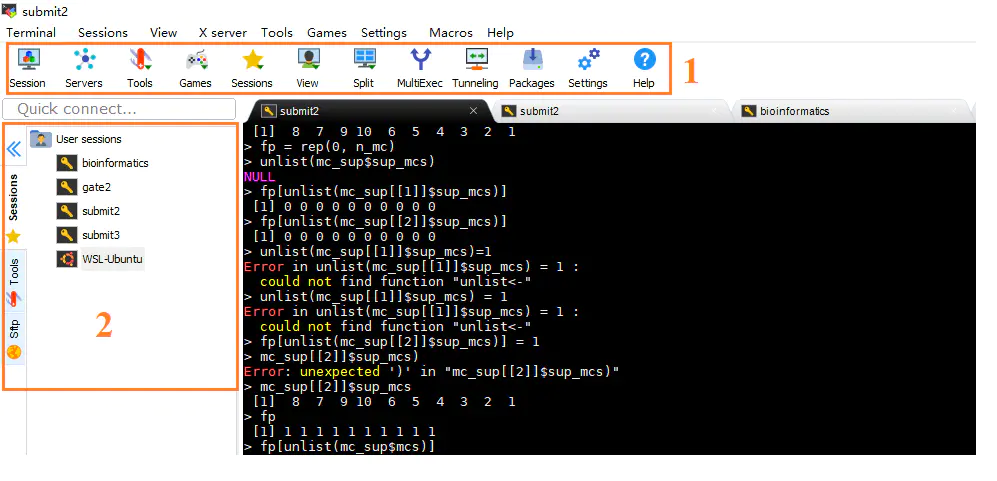 submit2
Terminal Sessions View X server Tools Games Settings Macros Help
Session Servers Tools Games Sessions View Split MultiExec Tunneling Packages Settings Help
1
Quick connect...
submit2 submit2 bioinformatics
User sessions
bioinformatics
gate2
submit2
submit3
WSL-Ubuntu
Sessions
Tools
Sftp
2
[1]  8  7  9 10  6  5  4  3  2  1
> fp = rep(0, n_mc)
> unlist(mc_sup$sup_mcs)
NULL
> fp[unlist(mc_sup[[1]]$sup_mcs)]
[1] 0 0 0 0 0 0 0 0 0 0
> fp[unlist(mc_sup[[2]]$sup_mcs)]
[1] 0 0 0 0 0 0 0 0 0 0
> unlist(mc_sup[[1]]$sup_mcs)=1
Error in unlist(mc_sup[[1]]$sup_mcs) = 1 :
could not find function "unlist<-"
> unlist(mc_sup[[1]]$sup_mcs) = 1
Error in unlist(mc_sup[[1]]$sup_mcs) = 1 :
could not find function "unlist<-"
> fp[unlist(mc_sup[[2]]$sup_mcs)] = 1
> mc_sup[[2]]$sup_mcs)
Error: unexpected ')' in "mc_sup[[2]]$sup_mcs)"
> mc_sup[[2]]$sup_mcs
[1]  8  7  9 10  6  5  4  3  2  1
> fp
[1] 1 1 1 1 1 1 1 1 1 1
> fp[unlist(mc_sup$mcs)]